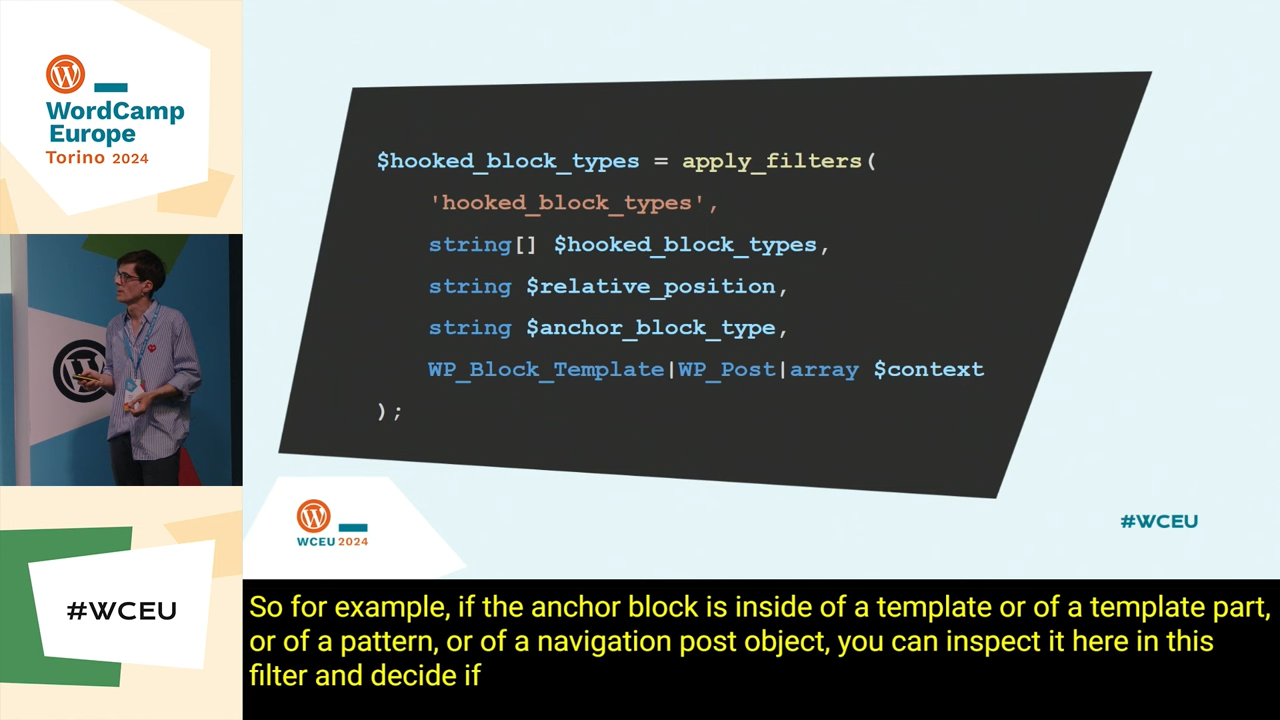 WordCamp
Europe
Torino 2024
$hooked_block_types = apply_filters(
'hooked_block_types',
string[] $hooked_block_types,
string $relative_position,
string $anchor_block_type,
WP_Block_Template|WP_Post|array $context
);
WCEU 2024
#WCEU
#WCEU
So for example, if the anchor block is inside of a template or of a template part,
or of a pattern, or of a navigation post object, you can inspect it here in this
filter and decide if